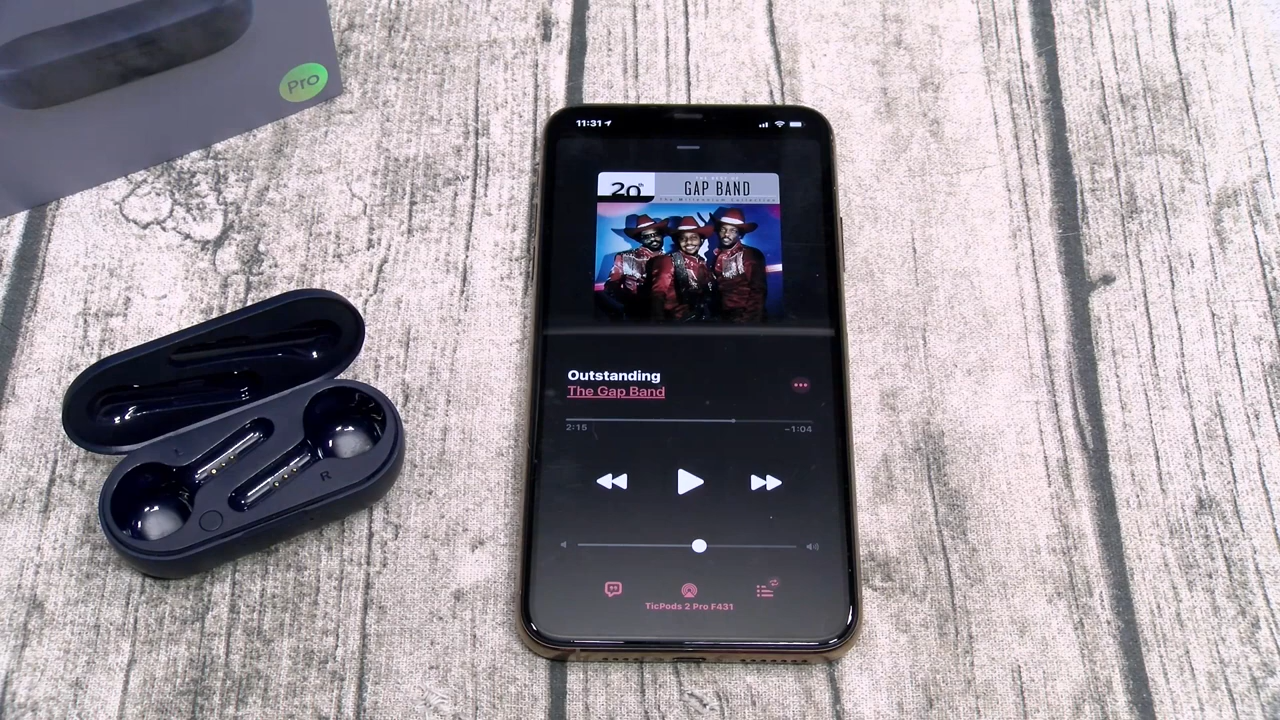 Pro
11:31
20
THE BEST OF
GAP BAND
The Millennium Collection
Outstanding
The Gap Band
2:15
-1:04
TicPods 2 Pro F431
L
R